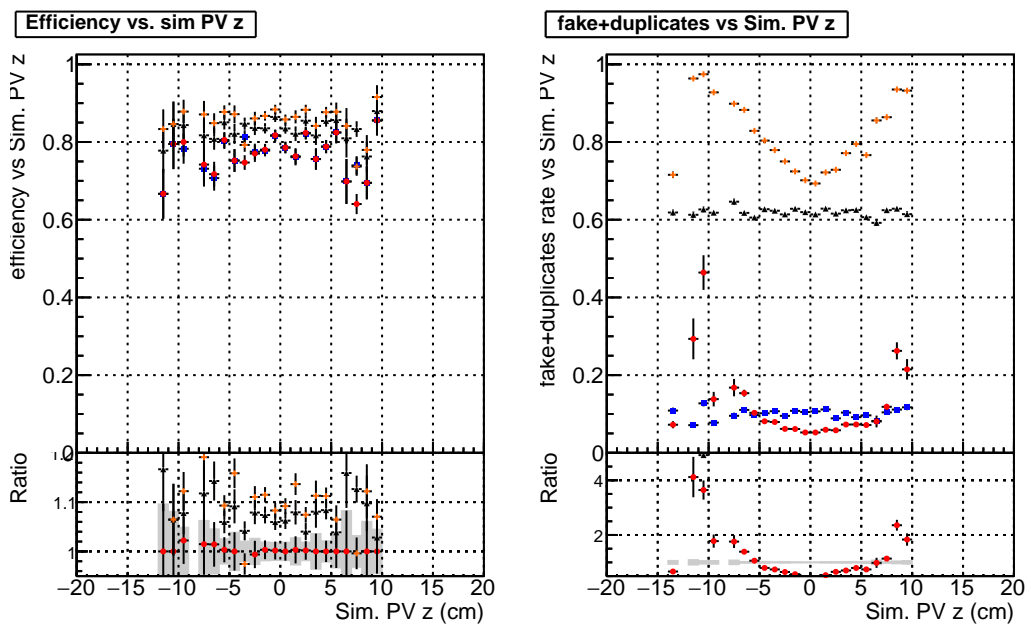 Efficiency vs. sim PV z
efficiency vs Sim. PV z
1
0.8
0.6
0.4
0.2
0
Ratio
1.1
1
−20 −15 −10 −5 0 5 10 15 20
Sim. PV z (cm)
fake+duplicates vs Sim. PV z
fake+duplicates rate vs Sim. PV z
1
0.8
0.6
0.4
0.2
0
Ratio
4
2
−20 −15 −10 −5 0 5 10 15 20
Sim. PV z (cm)